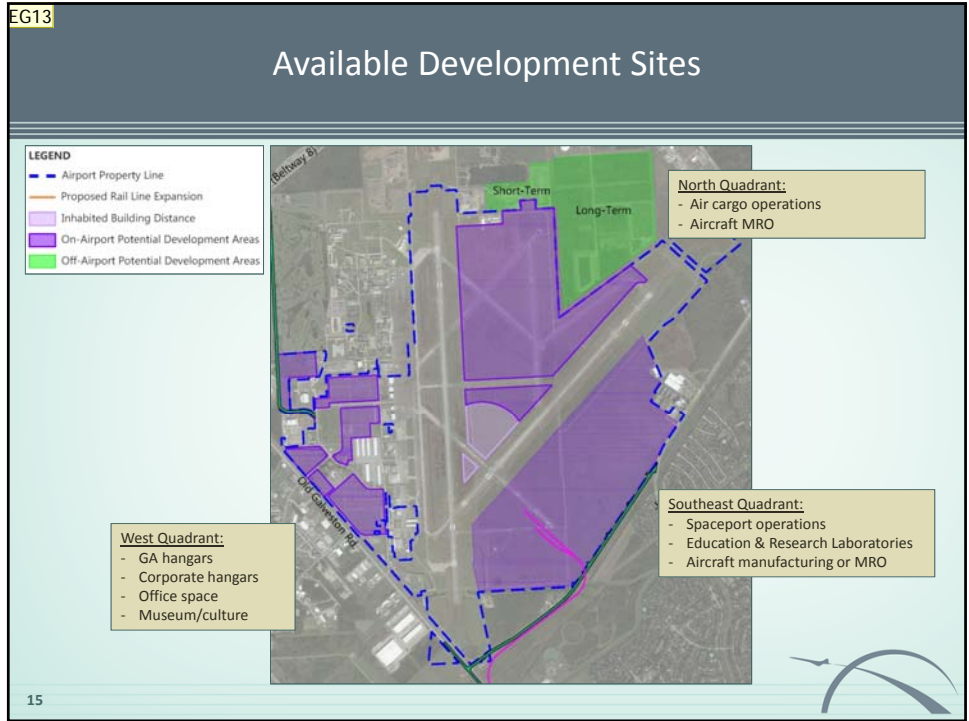 EG13
Available Development Sites
LEGEND
Airport Property Line
Proposed Rail Line Expansion
Inhabited Building Distance
On-Airport Potential Development Areas
Off-Airport Potential Development Areas
(Beltway 8)
Short-Term
Long-Term
North Quadrant:
- Air cargo operations
- Aircraft MRO
Old Galveston Rd
Southeast Quadrant:
- Spaceport operations
- Education & Research Laboratories
- Aircraft manufacturing or MRO
West Quadrant:
- GA hangars
- Corporate hangars
- Office space
- Museum/culture
15